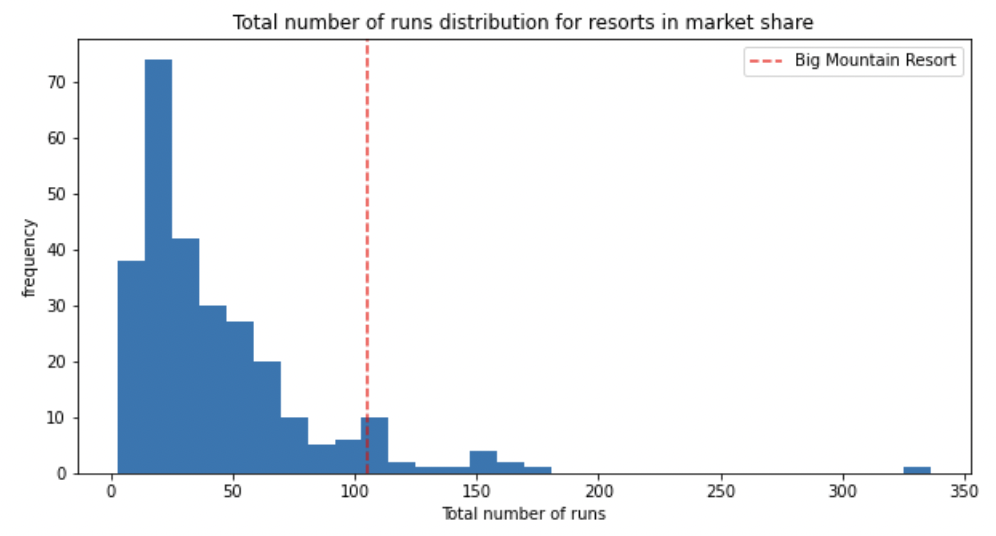 Total number of runs distribution for resorts in market share
Big Mountain Resort
70
60
50
40
30
20
10
0
frequency
0 50 100 150 200 250 300 350
Total number of runs